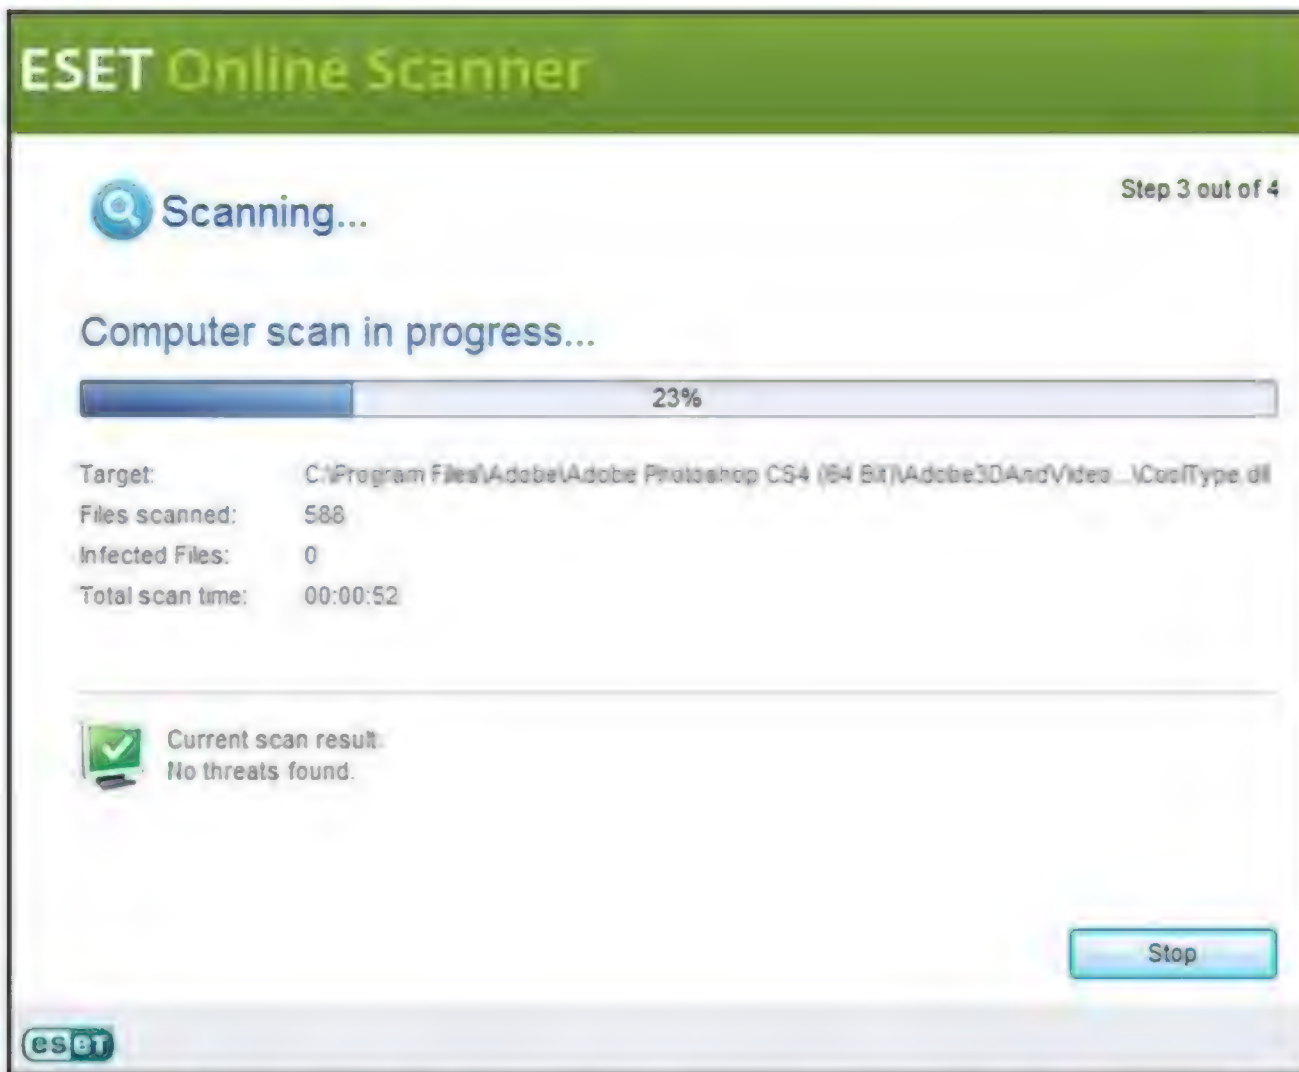 ESET Online Scanner
Step 3 out of 4
Scanning...
Computer scan in progress...
23%
Target: C:\Program Files\Adobe\Adobe Photoshop CS4 (64 Bit)\Adobe3DAndVideo...\CoolType.dll
Files scanned: 588
Infected Files: 0
Total scan time: 00:00:52
Current scan result:
No threats found.
Stop
eseT